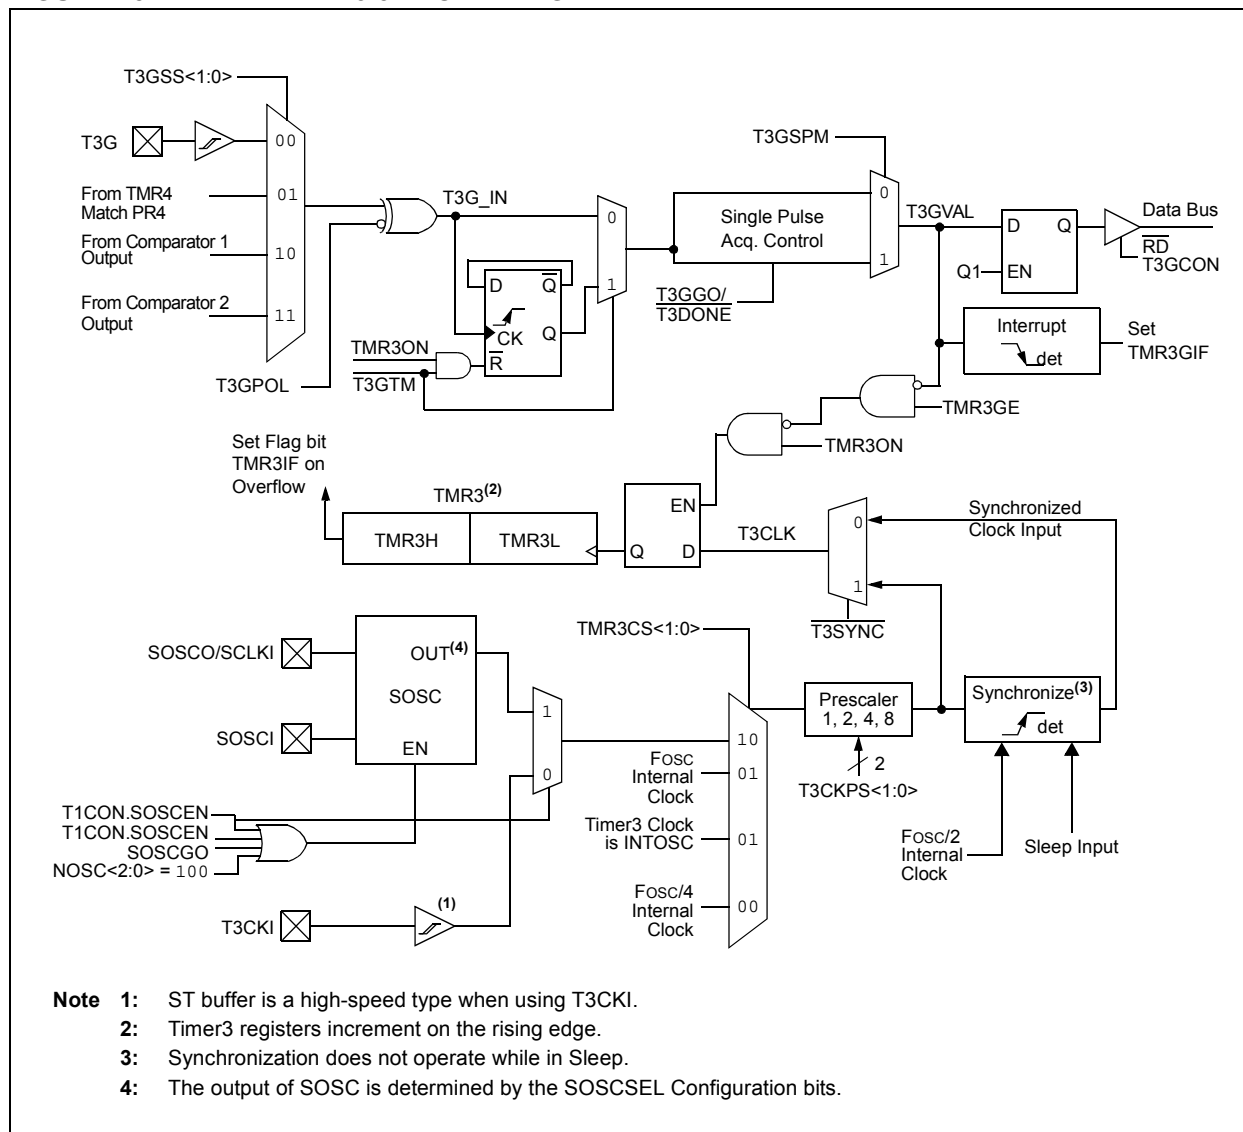 T3GSS<1:0>
T3G
00
From TMR4
Match PR4
01
From Comparator 1
Output
10
From Comparator 2
Output
11
T3GPOL
T3G_IN
D
Q
CK
Q
R
TMR3ON
T3GTM
0
1
Single Pulse
Acq. Control
T3GGO/
T3DONE
T3GSPM
0
1
T3GVAL
D
Q
Q1
EN
Data Bus
RD
T3GCON
Interrupt
det
Set
TMR3GIF
TMR3GE
TMR3ON
Set Flag bit
TMR3IF on
Overflow
TMR3(2)
TMR3H
TMR3L
EN
Q
D
T3CLK
0
1
T3SYNC
Synchronized
Clock Input
SOSCO/SCLKI
SOSCI
OUT(4)
SOSC
EN
T1CON.SOSCEN
T1CON.SOSCEN
SOSCGO
NOSC<2:0> = 100
T3CKI
(1)
1
0
TMR3CS<1:0>
10
FOSC
Internal
Clock
01
Timer3 Clock
is INTOSC
01
FOSC/4
Internal
Clock
00
Prescaler
1, 2, 4, 8
2
T3CKPS<1:0>
Synchronize(3)
det
FOSC/2
Internal
Clock
Sleep Input
Note 1: ST buffer is a high-speed type when using T3CKI.
2: Timer3 registers increment on the rising edge.
3: Synchronization does not operate while in Sleep.
4: The output of SOSC is determined by the SOSCSEL Configuration bits.